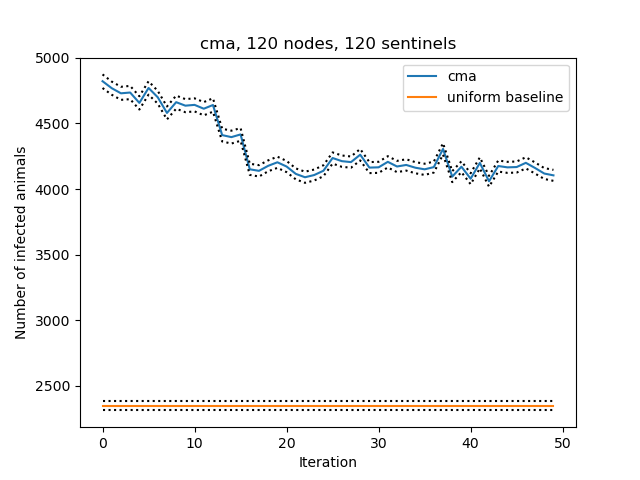 cma, 120 nodes, 120 sentinels
5000
4500
4000
3500
3000
2500
Number of infected animals
cma
uniform baseline
0 10 20 30 40 50
Iteration